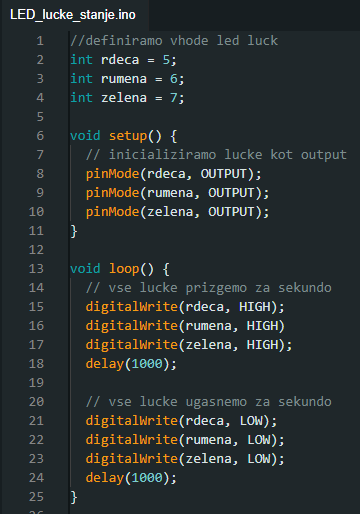 LED_lucke_stanje.ino
1 //definiramo vhode led luck
2 int rdeca = 5;
3 int rumena = 6;
4 int zelena = 7;
5
6 void setup() {
7 // inicializiramo lucke kot output
8 pinMode(rdeca, OUTPUT);
9 pinMode(rumena, OUTPUT);
10 pinMode(zelena, OUTPUT);
11 }
12
13 void loop() {
14 // vse lucke prizgemo za sekundo
15 digitalWrite(rdeca, HIGH);
16 digitalWrite(rumena, HIGH)
17 digitalWrite(zelena, HIGH);
18 delay(1000);
19
20 // vse lucke ugasnemo za sekundo
21 digitalWrite(rdeca, LOW);
22 digitalWrite(rumena, LOW);
23 digitalWrite(zelena, LOW);
24 delay(1000);
25 }
26